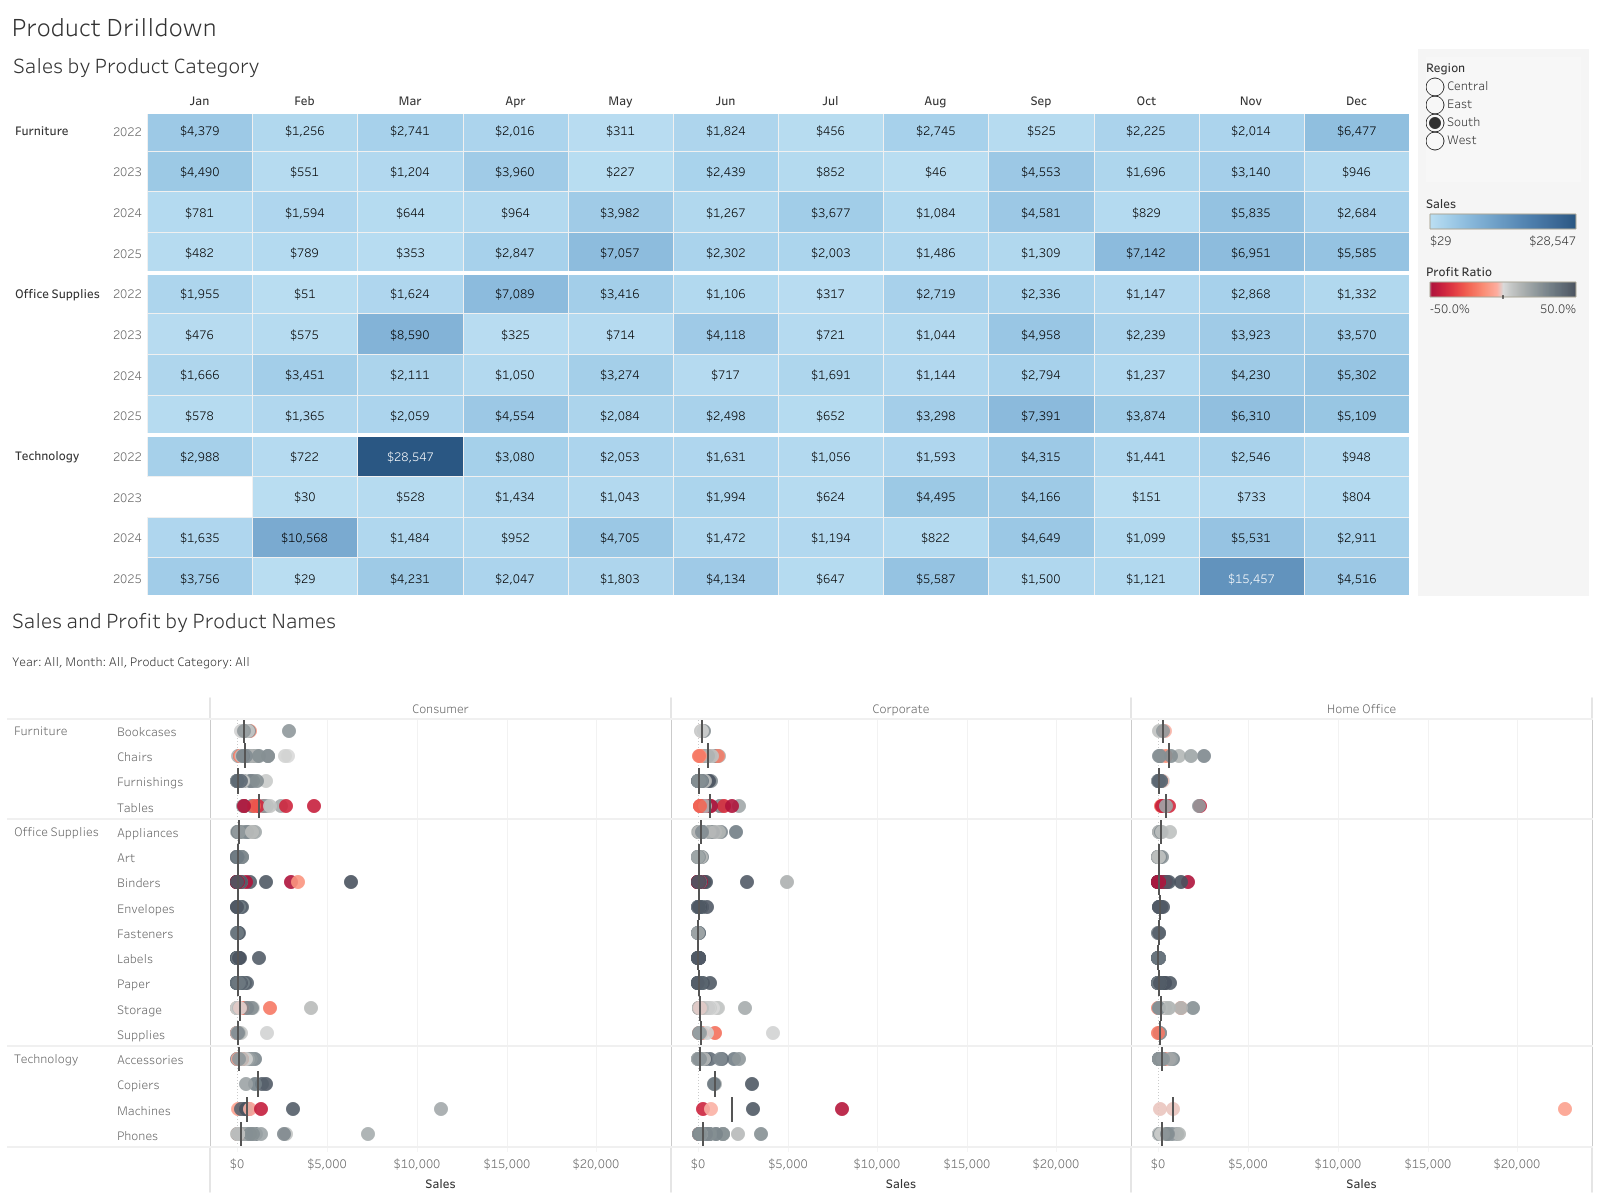 Product Drilldown
Sales by Product Category
Jan Feb Mar Apr May Jun Jul Aug Sep Oct Nov Dec
Furniture 2022 $4,379 $1,256 $2,741 $2,016 $311 $1,824 $456 $2,745 $525 $2,225 $2,014 $6,477
2023 $4,490 $551 $1,204 $3,960 $227 $2,439 $852 $46 $4,553 $1,696 $3,140 $946
2024 $781 $1,594 $644 $964 $3,982 $1,267 $3,677 $1,084 $4,581 $829 $5,835 $2,684
2025 $482 $789 $353 $2,847 $7,057 $2,302 $2,003 $1,486 $1,309 $7,142 $6,951 $5,585
Office Supplies 2022 $1,955 $51 $1,624 $7,089 $3,416 $1,106 $317 $2,719 $2,336 $1,147 $2,868 $1,332
2023 $476 $575 $8,590 $325 $714 $4,118 $721 $1,044 $4,958 $2,239 $3,923 $3,570
2024 $1,666 $3,451 $2,111 $1,050 $3,274 $717 $1,691 $1,144 $2,794 $1,237 $4,230 $5,302
2025 $578 $1,365 $2,059 $4,554 $2,084 $2,498 $652 $3,298 $7,391 $3,874 $6,310 $5,109
Technology 2022 $2,988 $722 $28,547 $3,080 $2,053 $1,631 $1,056 $1,593 $4,315 $1,441 $2,546 $948
2023 $30 $528 $1,434 $1,043 $1,994 $624 $4,495 $4,166 $151 $733 $804
2024 $1,635 $10,568 $1,484 $952 $4,705 $1,472 $1,194 $822 $4,649 $1,099 $5,531 $2,911
2025 $3,756 $29 $4,231 $2,047 $1,803 $4,134 $647 $5,587 $1,500 $1,121 $15,457 $4,516
Region
Central
East
South
West
Sales
$29 $28,547
Profit Ratio
-50.0% 50.0%
Sales and Profit by Product Names
Year: All, Month: All, Product Category: All
Consumer Corporate Home Office
Furniture Bookcases
Chairs
Furnishings
Tables
Office Supplies Appliances
Art
Binders
Envelopes
Fasteners
Labels
Paper
Storage
Supplies
Technology Accessories
Copiers
Machines
Phones
$0 $5,000 $10,000 $15,000 $20,000 $0 $5,000 $10,000 $15,000 $20,000 $0 $5,000 $10,000 $15,000 $20,000
Sales Sales Sales